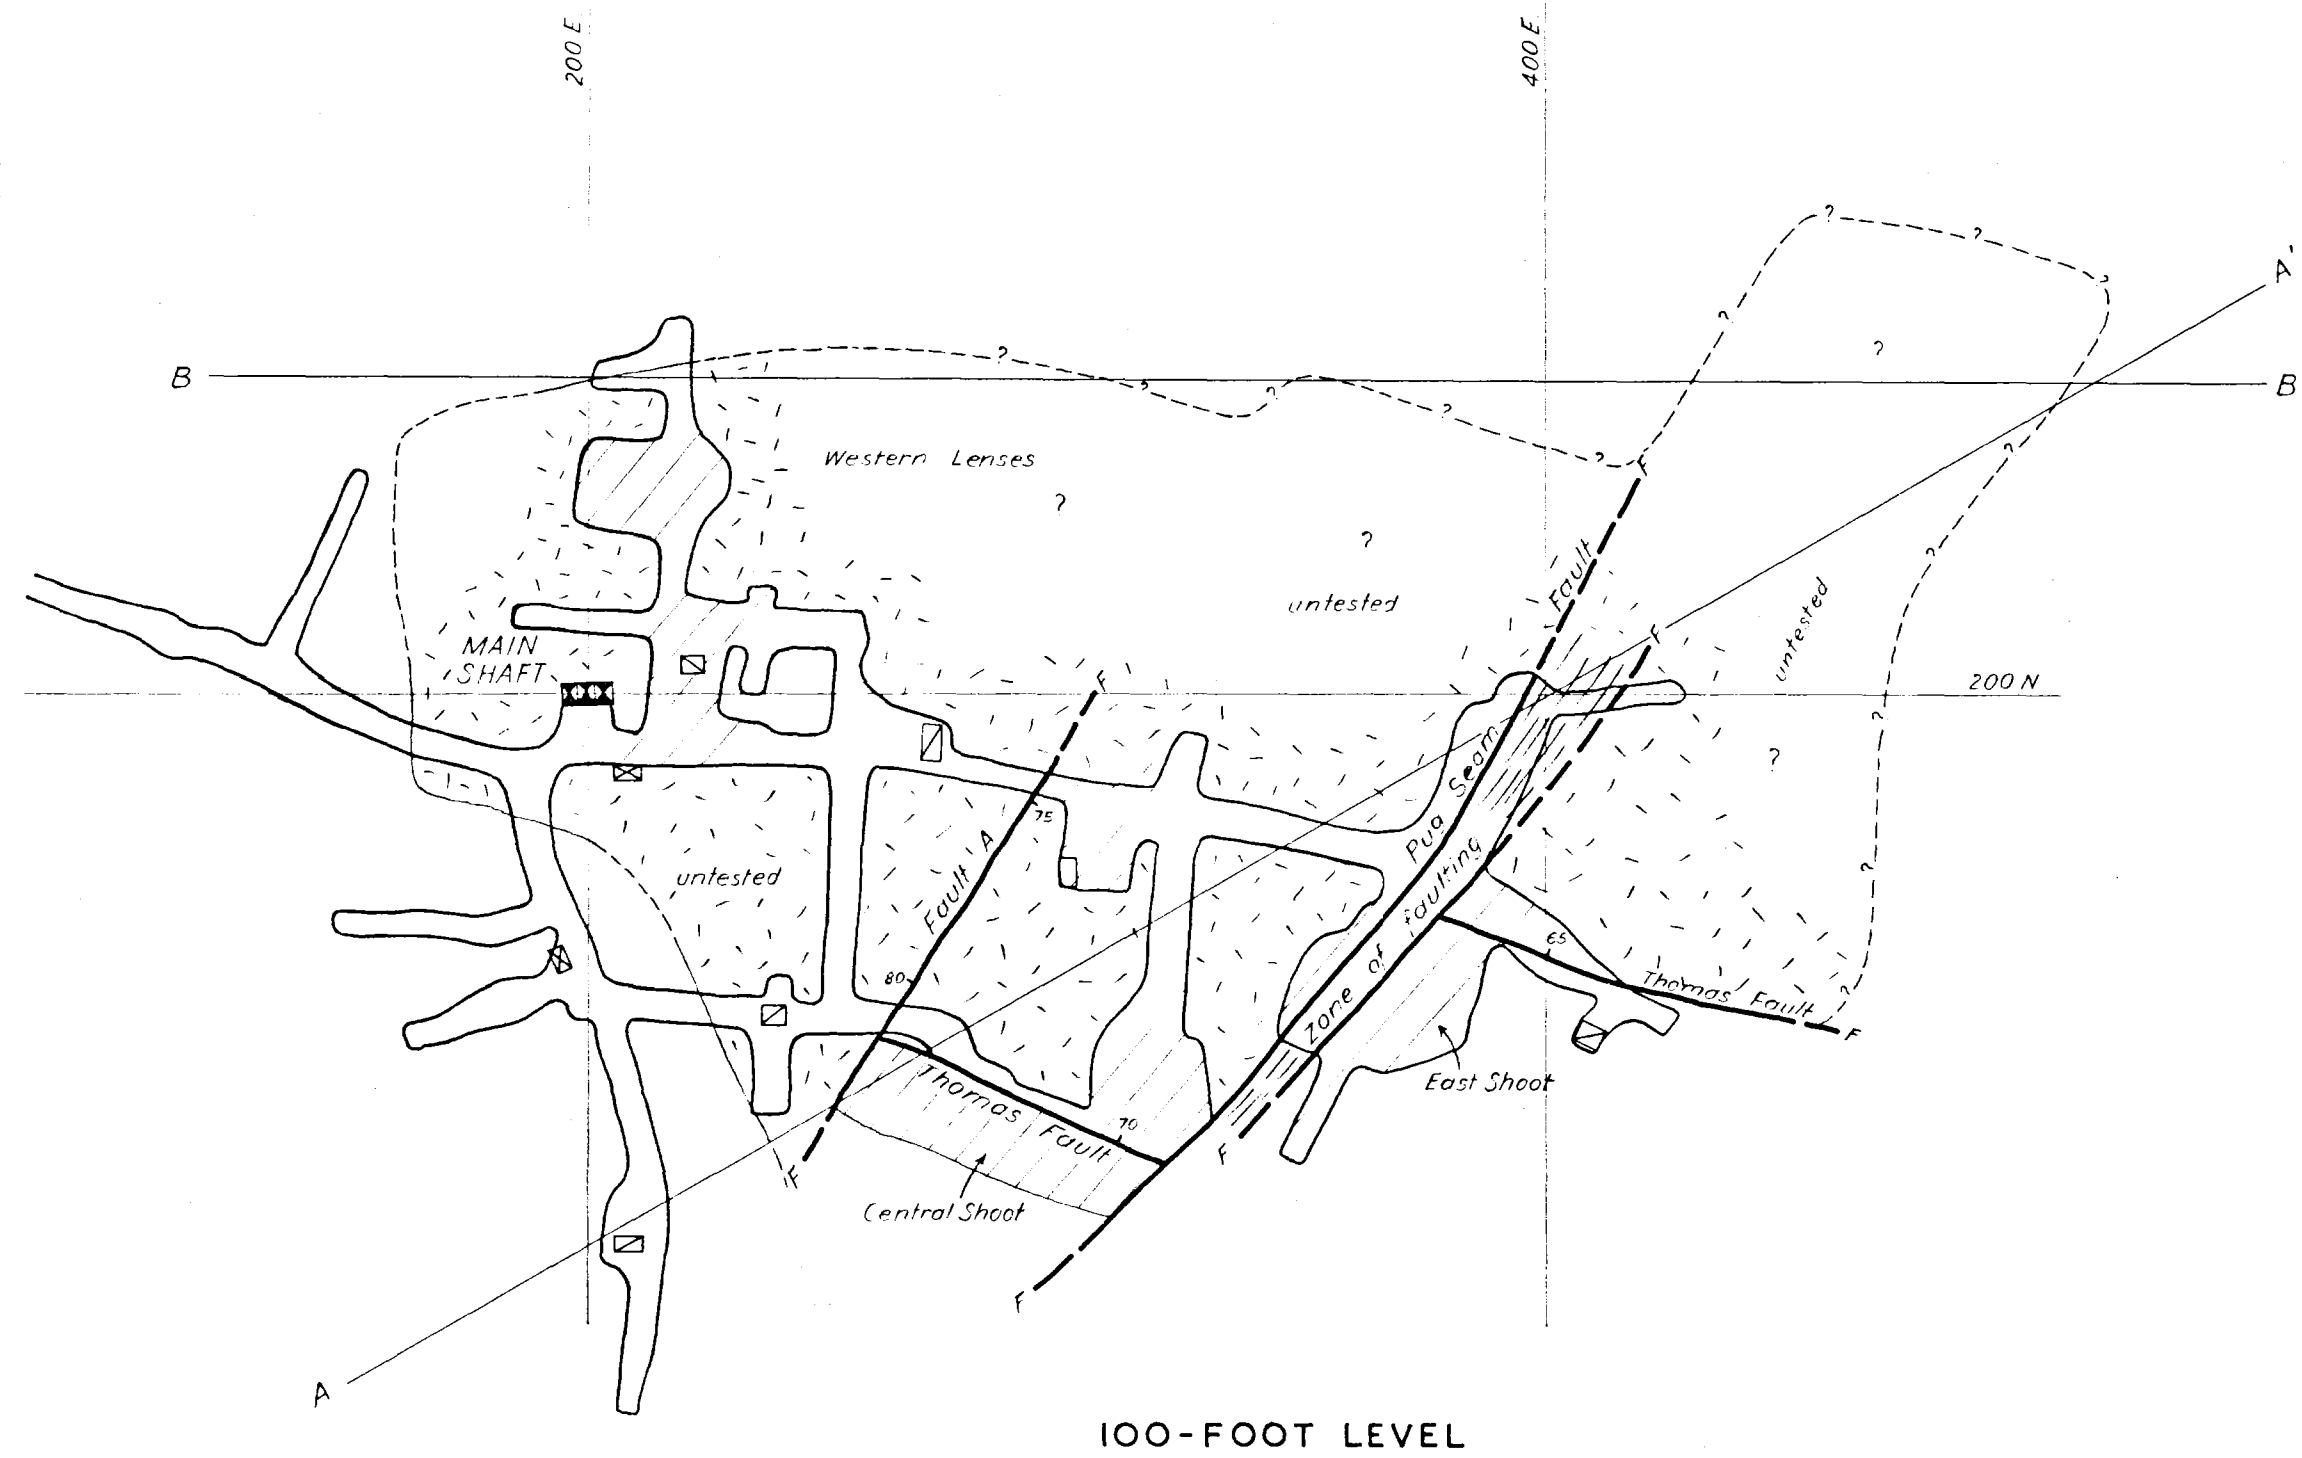 200 E
400 E
?
?
?
?
A'
?
?
?
B
?
?
?
B
?
?
F
Western Lenses
?
?
?
?
Fault
untested
untested
F
MAIN
SHAFT
F
200 N
?
Pug Seam
?
75
Fault 'A'
untested
?
Zone of faulting
80
65
Thomas Fault
?
F
East Shoot
Thomas Fault
70
F
F
Central Shoot
F
A
100-FOOT LEVEL